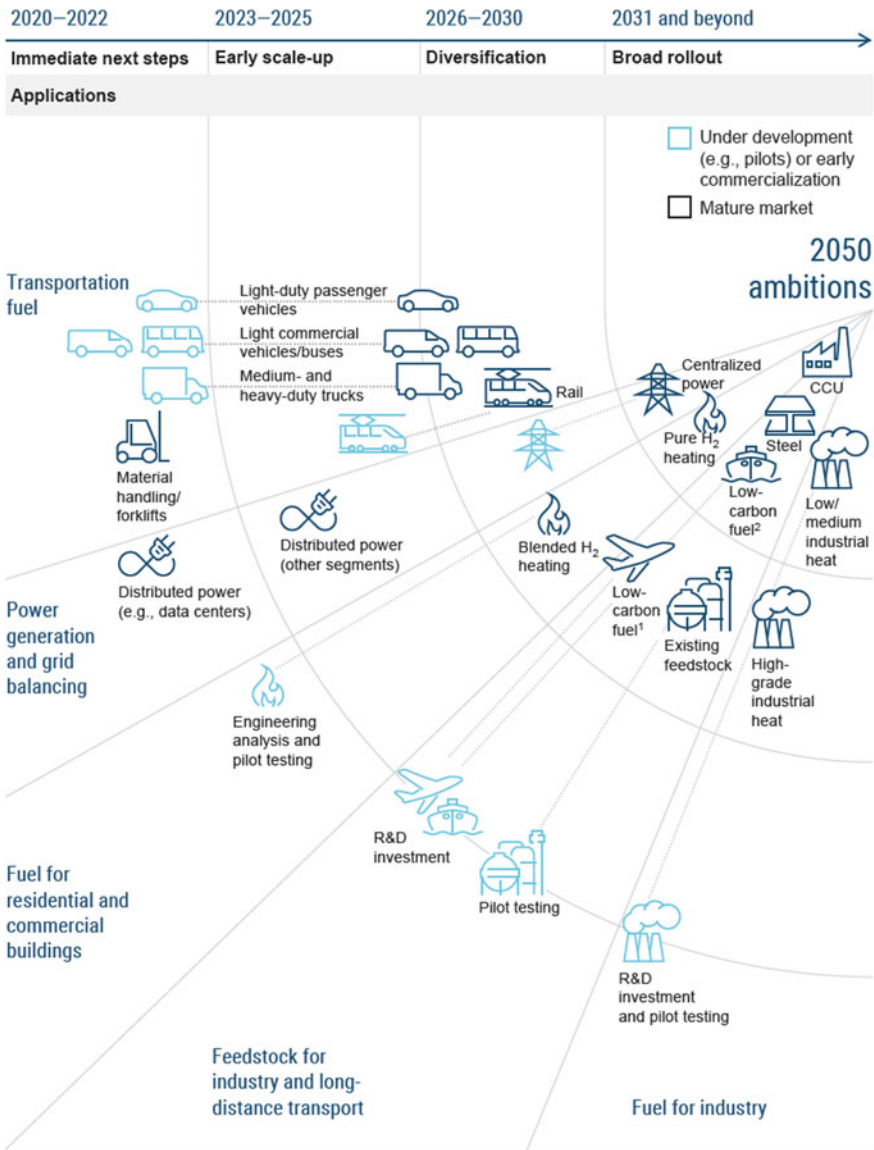 2020–2022
2023–2025
2026–2030
2031 and beyond
Immediate next steps
Early scale-up
Diversification
Broad rollout
Applications
Under development
(e.g., pilots) or early
commercialization
Mature market
2050
ambitions
Transportation
fuel
Light-duty passenger
vehicles
Light commercial
vehicles/buses
Medium- and
heavy-duty trucks
Rail
Centralized
power
CCU
Pure H₂
heating
Steel
Material
handling/
forklifts
Low-
carbon
fuel²
Low/
medium
industrial
heat
Distributed power
(other segments)
Blended H₂
heating
Distributed power
(e.g., data centers)
Low-
carbon
fuel¹
Existing
feedstock
High-
grade
industrial
heat
Power
generation
and grid
balancing
Engineering
analysis and
pilot testing
R&D
investment
Pilot testing
Fuel for
residential and
commercial
buildings
R&D
investment
and pilot testing
Feedstock for
industry and long-
distance transport
Fuel for industry